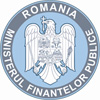 ROMANIA
MINISTERUL FINANTELOR PUBLICE